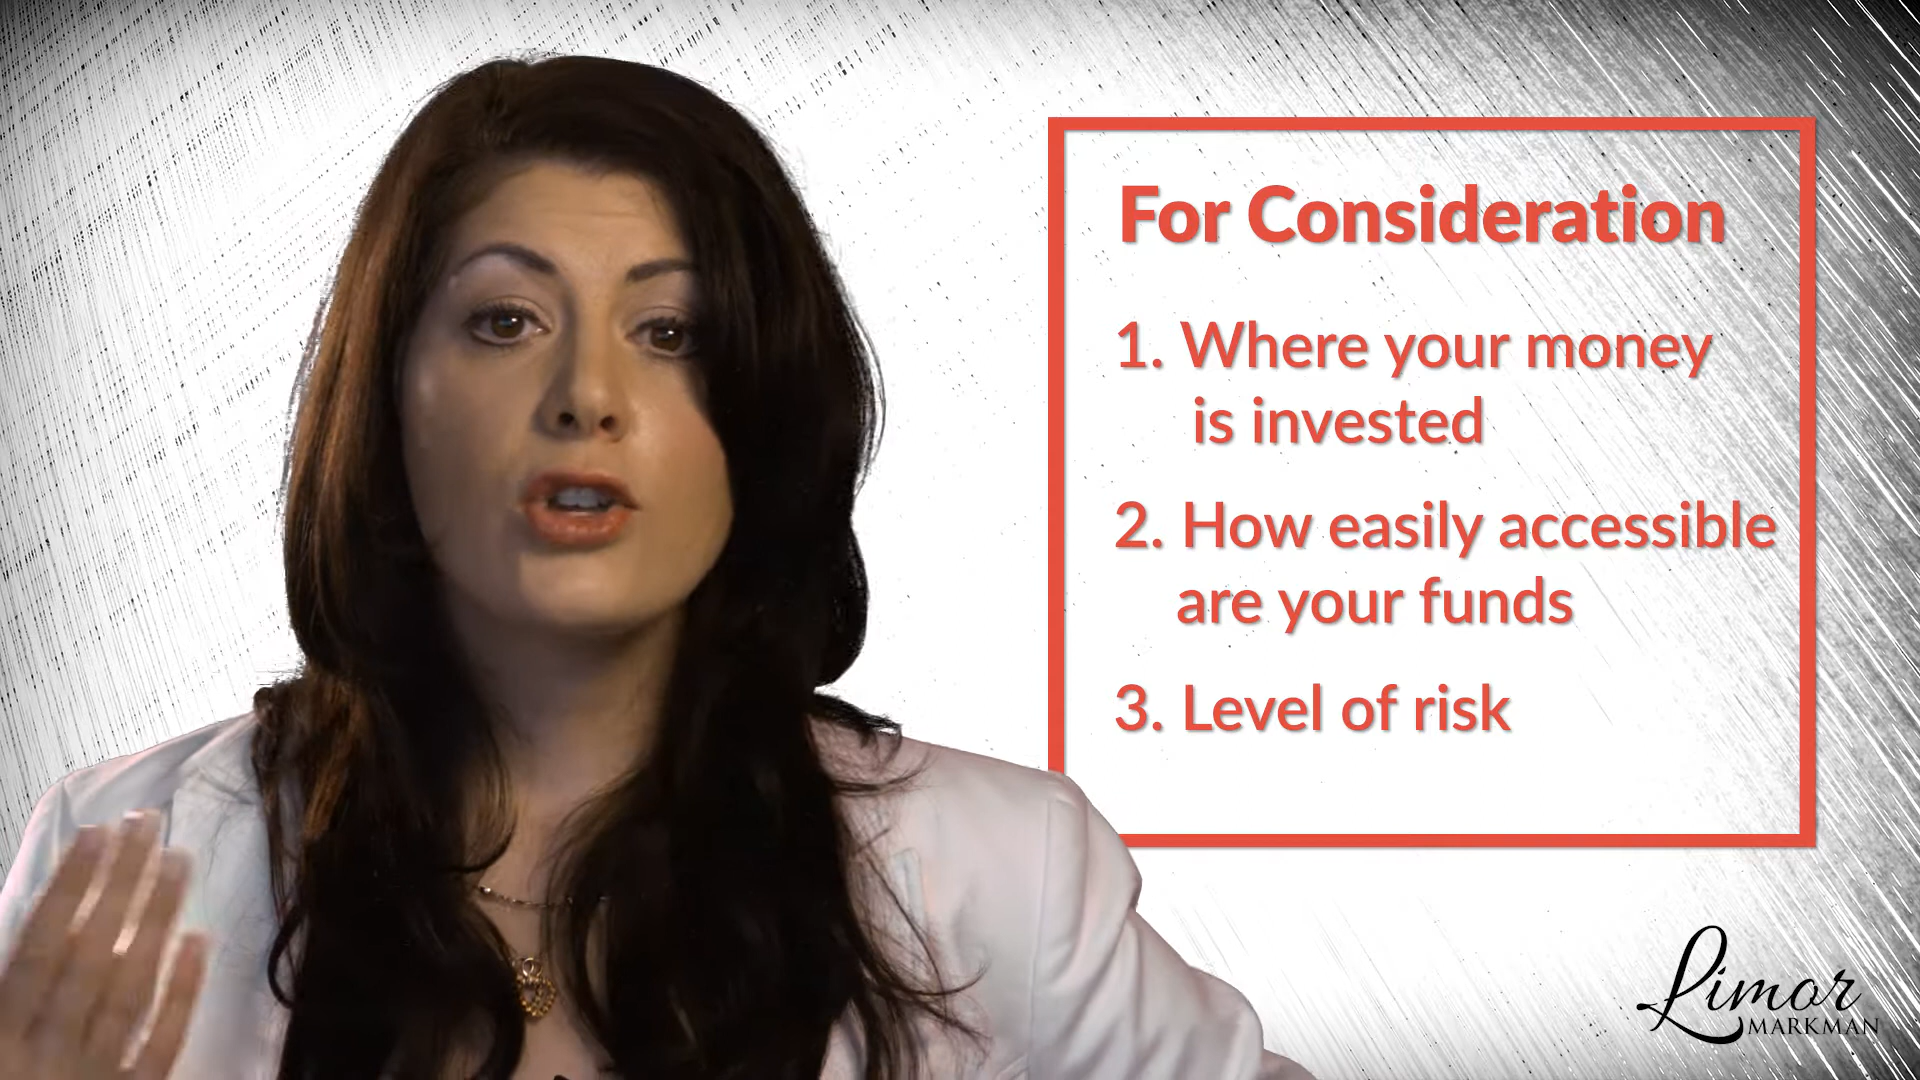 For Consideration
1. Where your money
is invested
2. How easily accessible
are your funds
3. Level of risk
Limor
MARKMAN